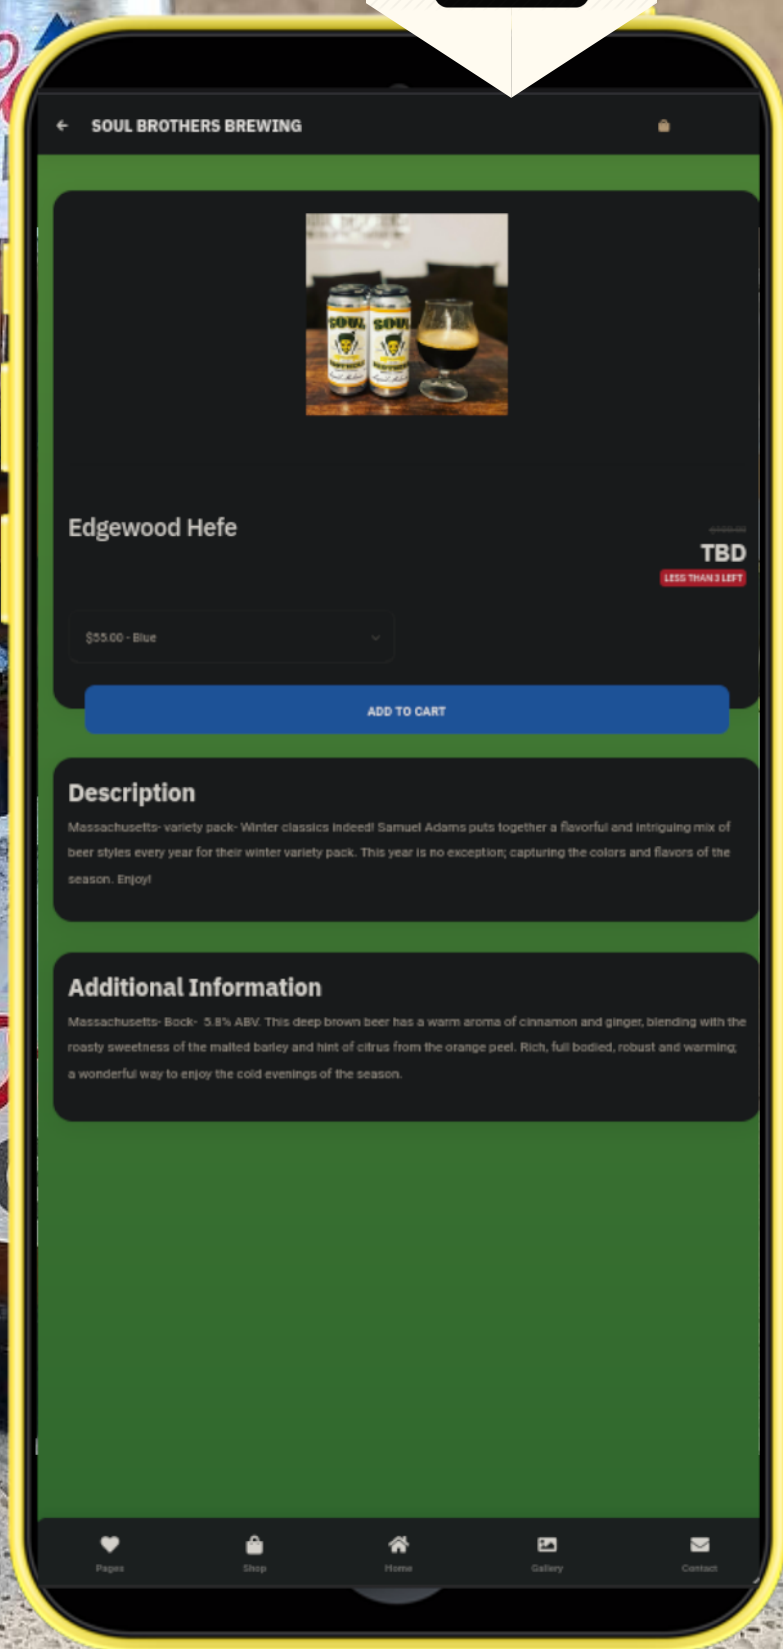 SOUL BROTHERS BREWING
SOUL SOUL
Edgewood Hefe
TBD
LESS THAN 3 LEFT
$55.00 - Blue
ADD TO CART
Description
Massachusetts- variety pack- Winter classics indeed! Samuel Adams puts together a flavorful and intriguing mix of
beer styles every year for their winter variety pack. This year is no exception; capturing the colors and flavors of the
season. Enjoy!
Additional Information
Massachusetts- Bock- 5.8% ABV. This deep brown beer has a warm aroma of cinnamon and ginger, blending with the
roasty sweetness of the malted barley and hint of citrus from the orange peel. Rich, full bodied, robust and warming;
a wonderful way to enjoy the cold evenings of the season.
Pages
Shop
Home
Gallery
Contact